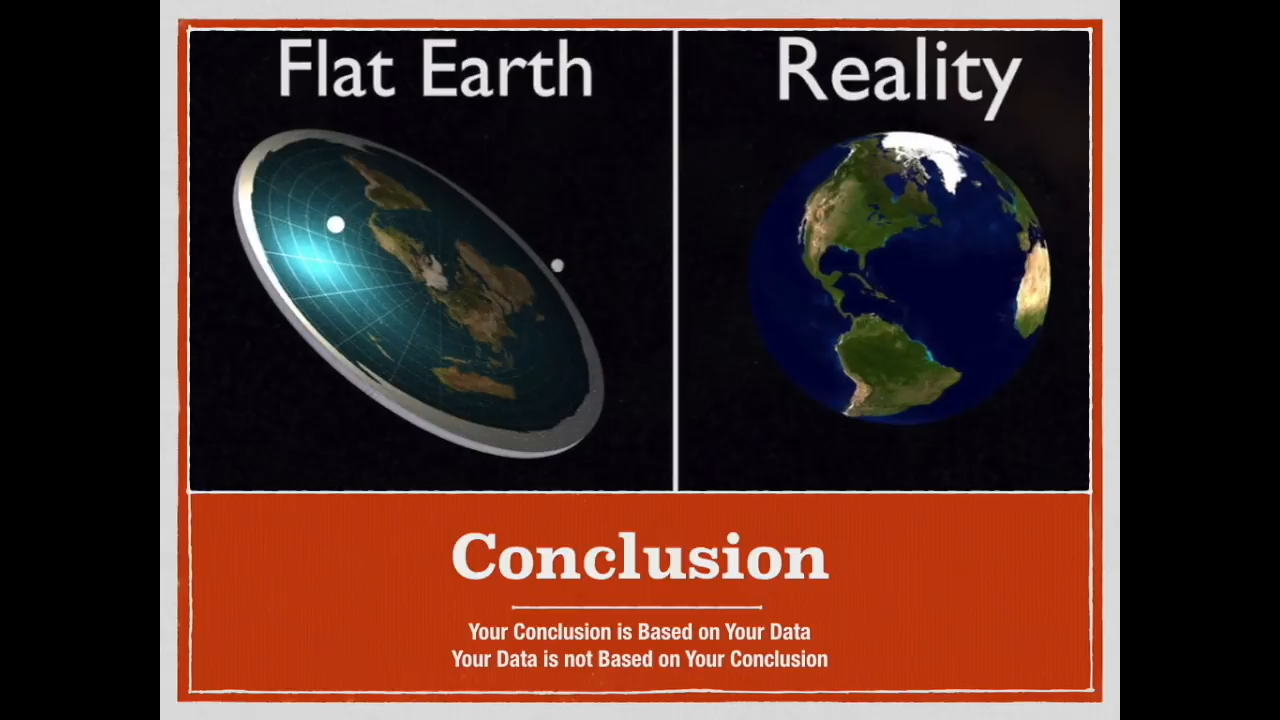 Flat Earth
Reality
Conclusion
Your Conclusion is Based on Your Data
Your Data is not Based on Your Conclusion